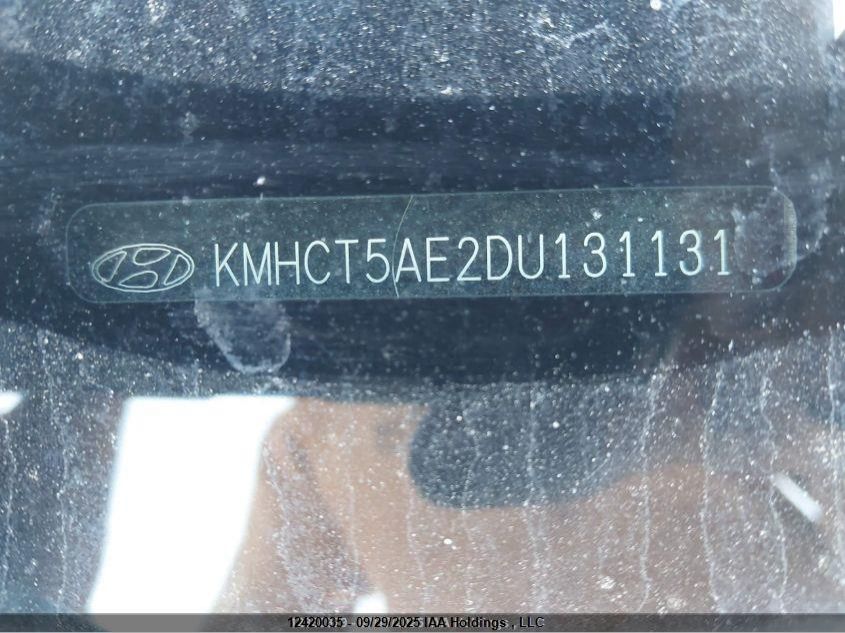 KMHCT5AE2DU131131
12420035 - 09/29/2025 IAA Holdings , LLC